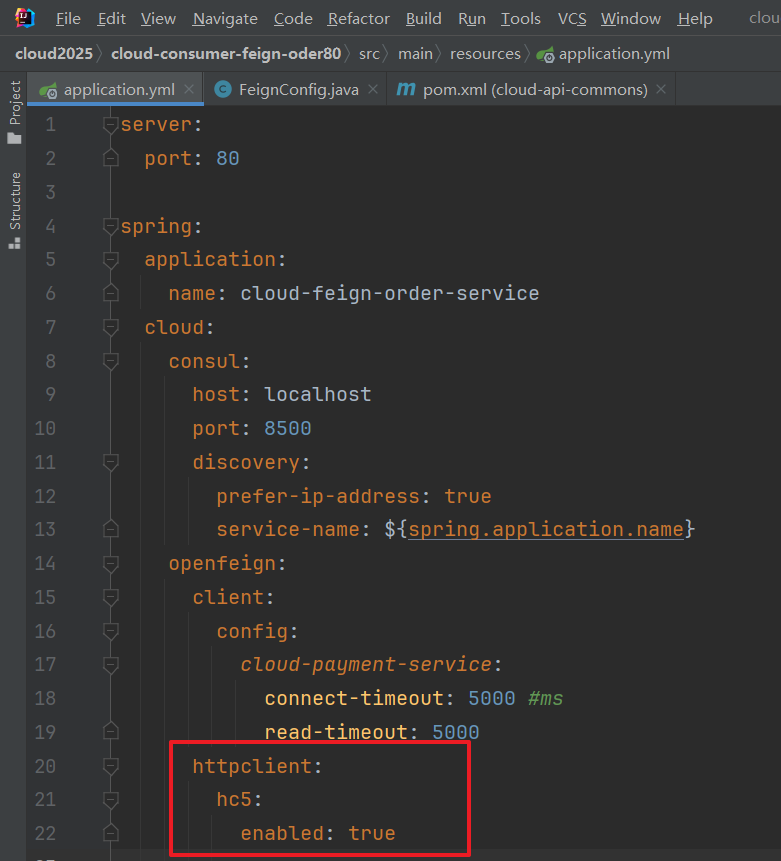 File Edit View Navigate Code Refactor Build Run Tools VCS Window Help clou
cloud2025 cloud-consumer-feign-oder80 src main resources application.yml
application.yml FeignConfig.java pom.xml (cloud-api-commons)
Project
Structure
1 server:
2 port: 80
3
4 spring:
5 application:
6 name: cloud-feign-order-service
7 cloud:
8 consul:
9 host: localhost
10 port: 8500
11 discovery:
12 prefer-ip-address: true
13 service-name: ${spring.application.name}
14 openfeign:
15 client:
16 config:
17 cloud-payment-service:
18 connect-timeout: 5000 #ms
19 read-timeout: 5000
20 httpclient:
21 hc5:
22 enabled: true